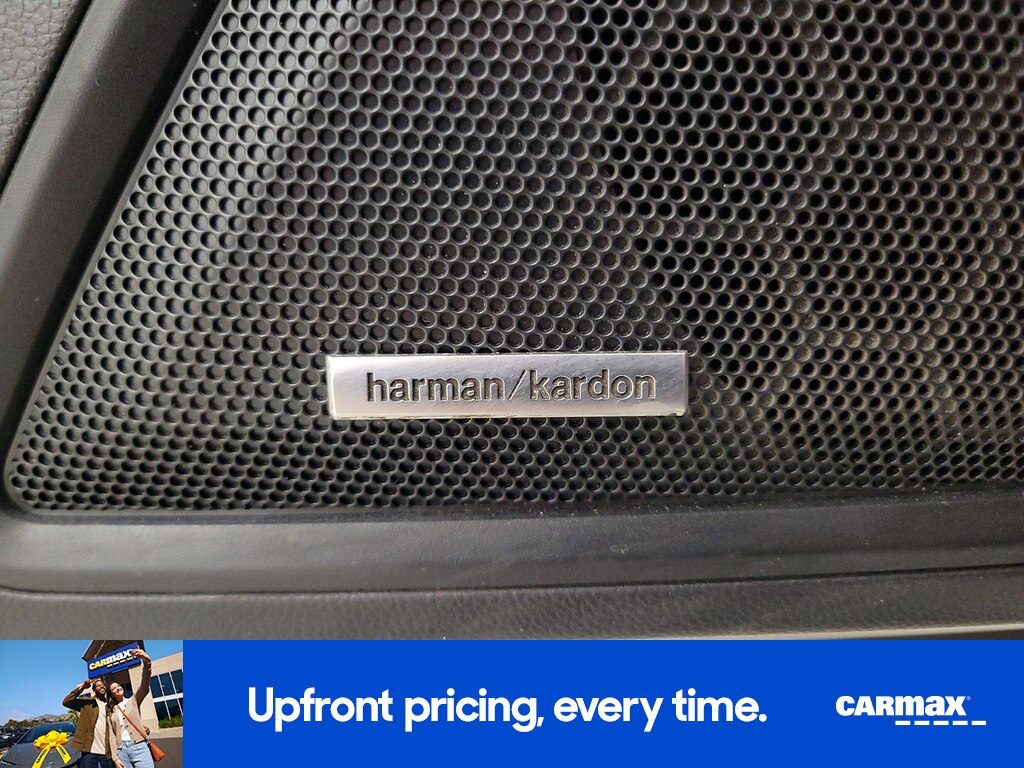 harman/kardon
CARMAX
Upfront pricing, every time.
CARMAX